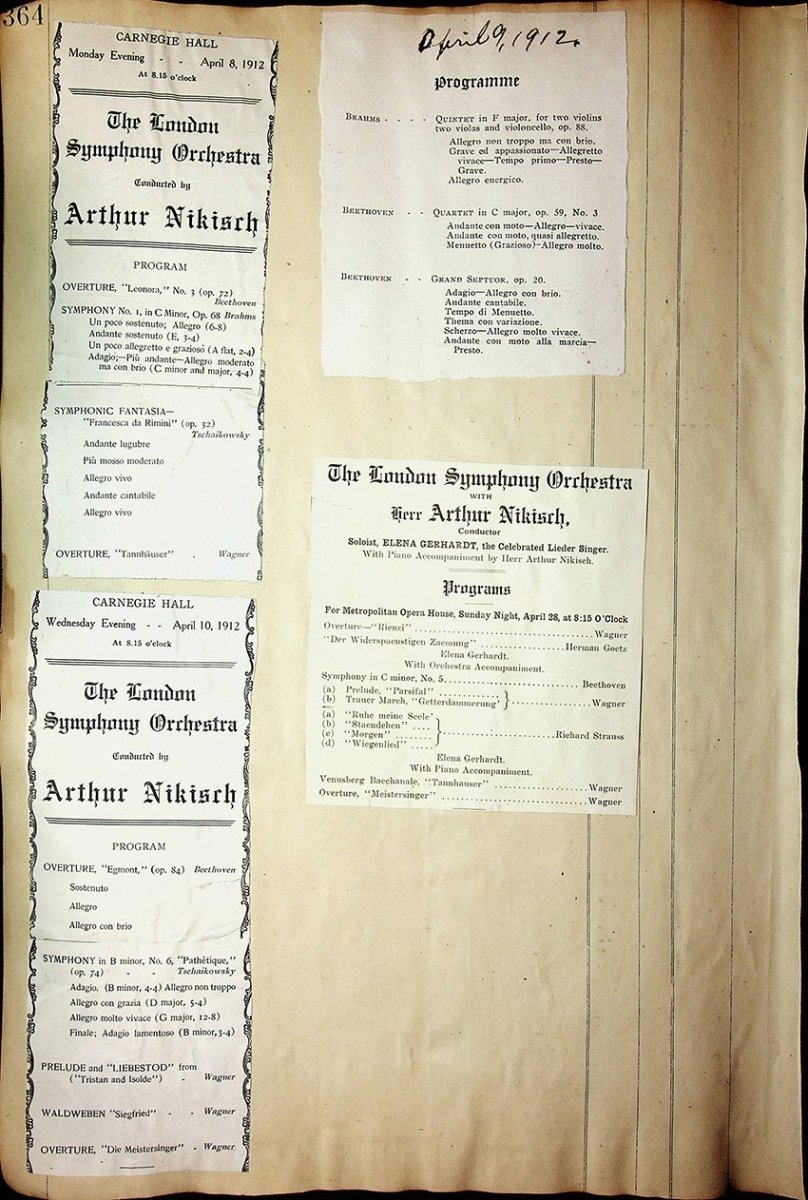 364
CARNEGIE HALL
Monday Evening - - April 8, 1912
At 8.15 o'clock
The London
Symphony Orchestra
Conducted by
Arthur Nikisch
PROGRAM
OVERTURE, "Leonora," No. 3 (op. 72)
Beethoven
SYMPHONY No. 1, in C Minor, Op. 68 Brahms
Un poco sostenuto; Allegro (6-8)
Andante sostenuto (E, 3-4)
Un poco allegretto e grazioso (A flat, 2-4)
Adagio;—Più andante—Allegro moderato
ma con brio (C minor and major, 4-4)
SYMPHONIC FANTASIA—
"Francesca da Rimini" (op. 32)
Tschaikowsky
Andante lugubre
Più mosso moderato
Allegro vivo
Andante cantabile
Allegro vivo
OVERTURE, "Tannhäuser" . Wagner
CARNEGIE HALL
Wednesday Evening - - April 10, 1912
At 8.15 o'clock
The London
Symphony Orchestra
Conducted by
Arthur Nikisch
PROGRAM
OVERTURE, "Egmont," (op. 84) Beethoven
Sostenuto
Allegro
Allegro con brio
SYMPHONY in B minor, No. 6, "Pathétique,"
(op. 74) - - Tschaikowsky
Adagio. (B minor, 4-4) Allegro non troppo
Allegro con grazia (D major, 5-4)
Allegro molto vivace (G major, 12-8)
Finale; Adagio lamentoso (B minor, 3-4)
PRELUDE and "LIEBESTOD" from
("Tristan and Isolde") - Wagner
WALDWEBEN "Siegfried" - - Wagner
OVERTURE, "Die Meistersinger" - Wagner
April 9, 1912.
Programme
BRAHMS - - - - QUINTET in F major, for two violins
two violas and violoncello, op. 88.
Allegro non troppo ma con brio.
Grave ed appassionato—Allegretto
vivace—Tempo primo—Presto—
Grave.
Allegro energico.
BEETHOVEN - - QUARTET in C major, op. 59, No. 3
Andante con moto—Allegro—vivace.
Andante con moto, quasi allegretto.
Menuetto (Grazioso)—Allegro molto.
BEETHOVEN - - GRAND SEPTUOR, op. 20.
Adagio—Allegro con brio.
Andante cantabile.
Tempo di Menuetto.
Thema con variazione.
Scherzo—Allegro molto vivace.
Andante con moto alla marcia—
Presto.
The London Symphony Orchestra
WITH
Herr Arthur Nikisch,
Conductor
Soloist, ELENA GERHARDT, the Celebrated Lieder Singer.
With Piano Accompaniment by Herr Arthur Nikisch.
Programs
For Metropolitan Opera House, Sunday Night, April 28, at 8:15 O'Clock
Overture—"Rienzi" ..................Wagner
"Der Widerspaenstigen Zaemung" ..................Herman Goetz
Elena Gerhardt.
With Orchestra Accompaniment.
Symphony in C minor, No. 5..................Beethoven
(a) Prelude, "Parsifal" ............
(b) Trauer March, "Getterdammerung" ..................Wagner
(a) "Ruhe meine Seele'
(b) "Staendehen" ....
(c) "Morgen" ........ ..................Richard Strauss
(d) "Wiegenlied" .....
Elena Gerhardt.
With Piano Accompaniment.
Venusberg Bacchanale, "Tannhauser" ..................Wagner
Overture, "Meistersinger" ..................Wagner